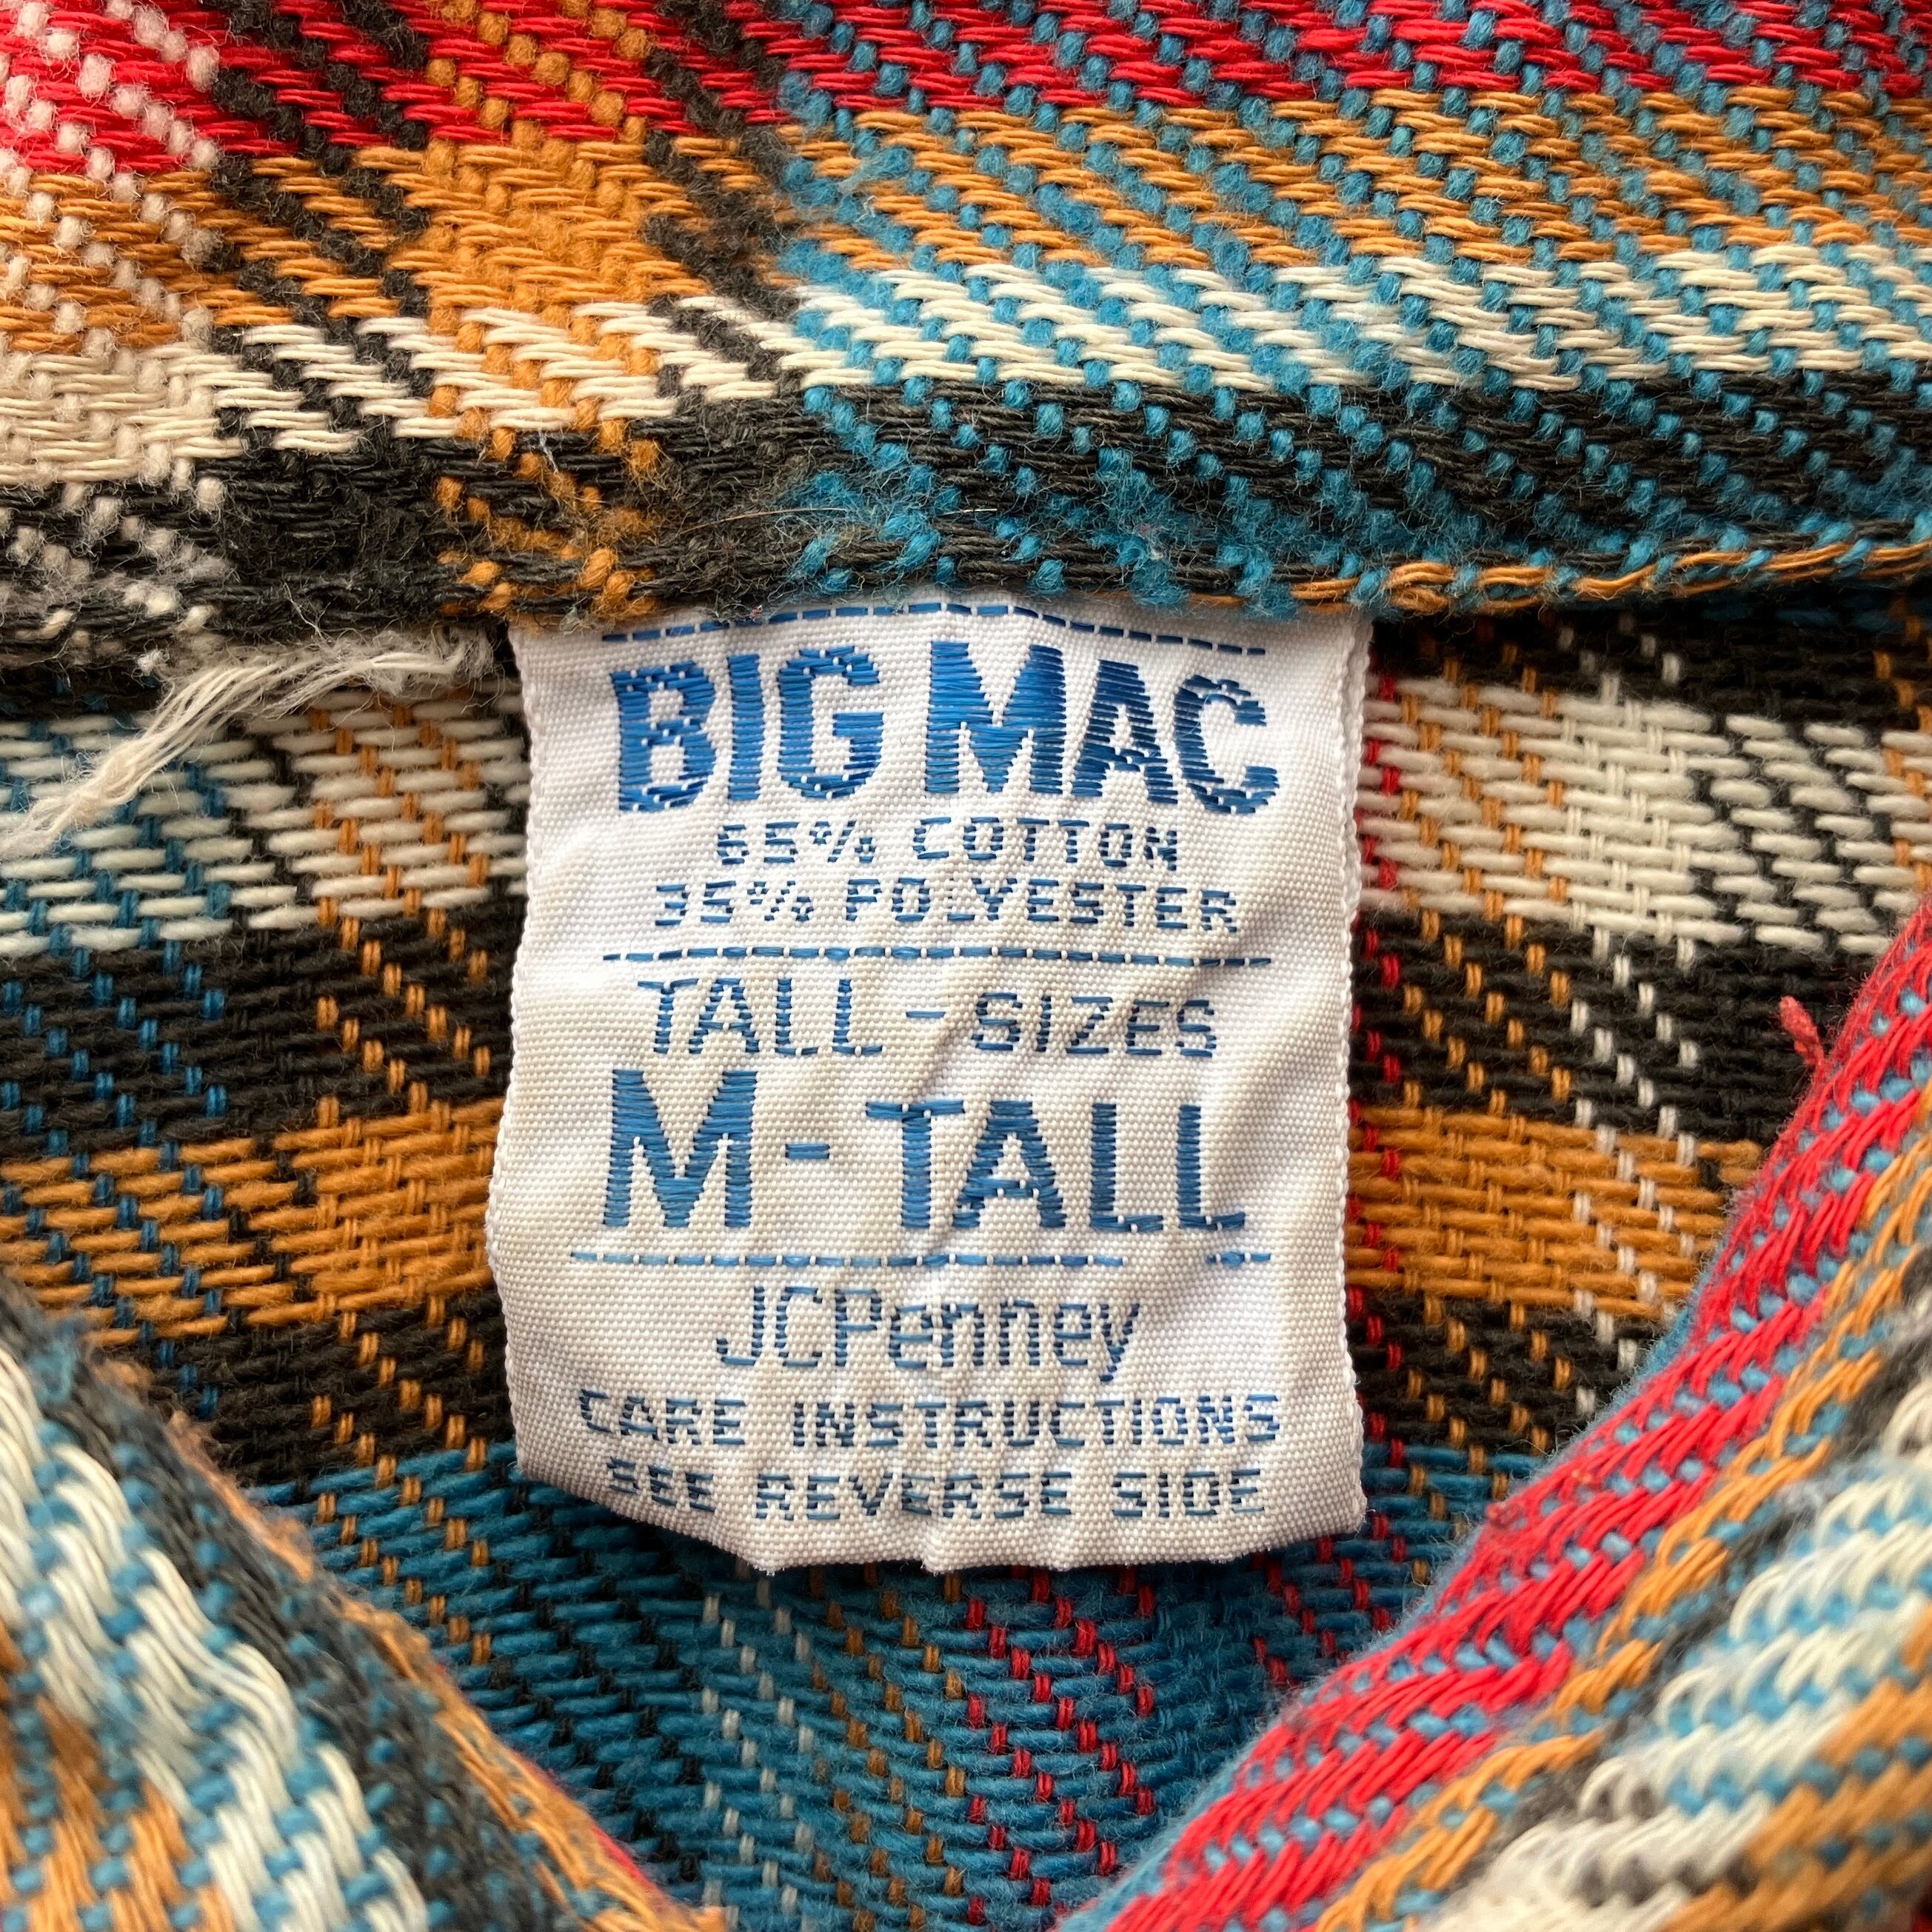 BIG MAC
65% COTTON
35% POLYESTER
TALL - SIZES
M - TALL
JCPenney
CARE INSTRUCTIONS
SEE REVERSE SIDE